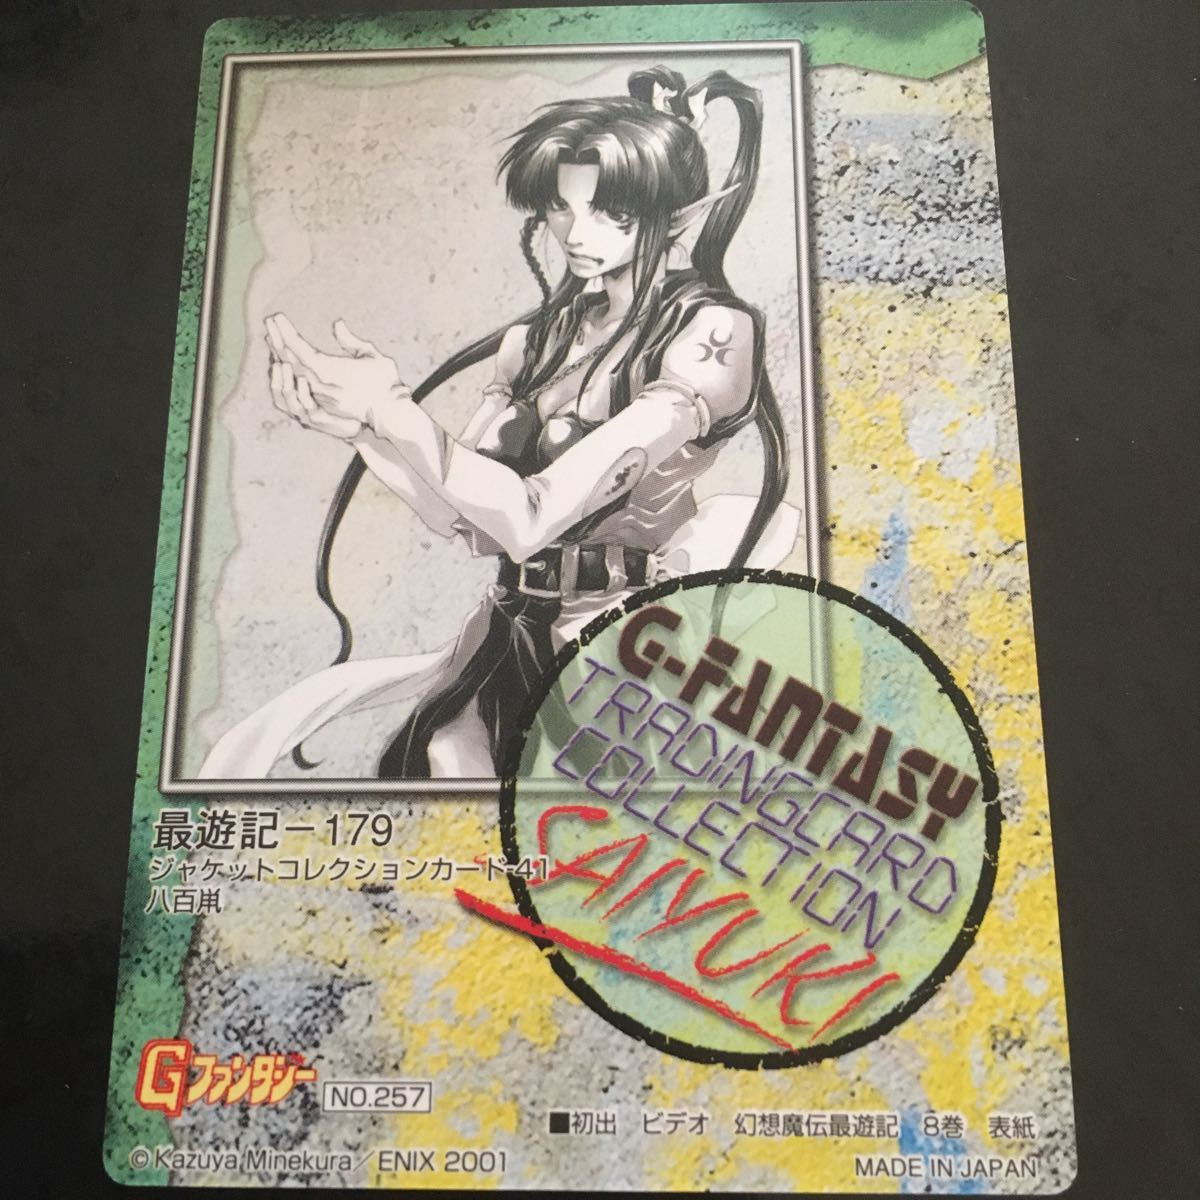 G-FANTASY
TRADINGCARD
COLLECTION
SAIYUKI
最遊記－179
ジャケットコレクションカード-41
八百鼡
Gファンタジー
NO.257
■初出　ビデオ　幻想魔伝最遊記　8巻　表紙
©Kazuya Minekura／ENIX 2001
MADE IN JAPAN